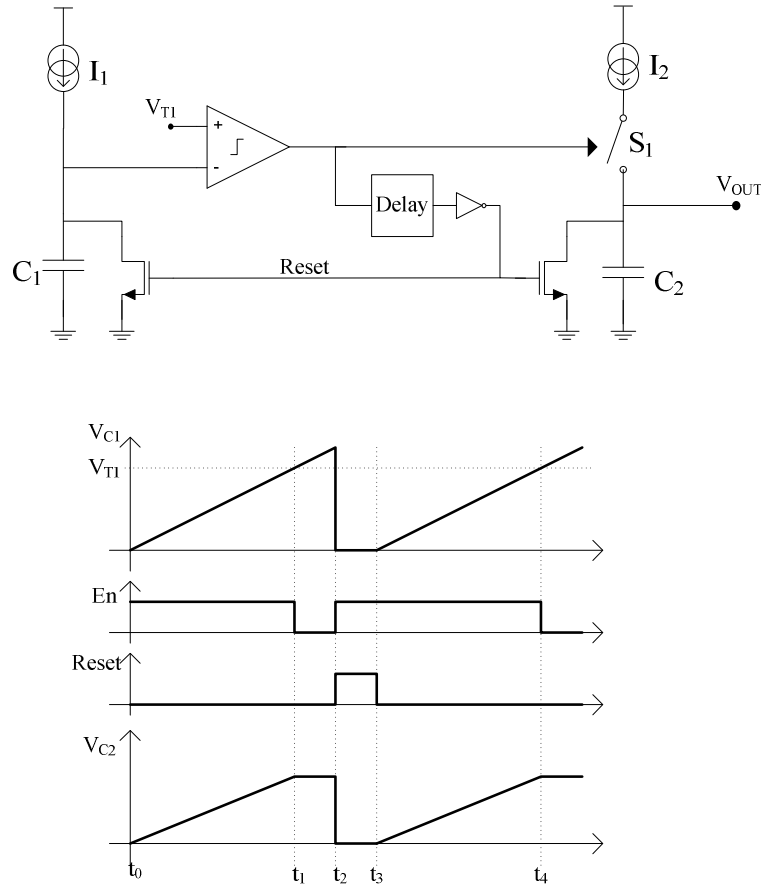 I1
I2
VT1
+
-
S1
VOUT
Delay
Reset
C1
C2
VC1
VT1
En
Reset
VC2
t0 t1 t2 t3 t4